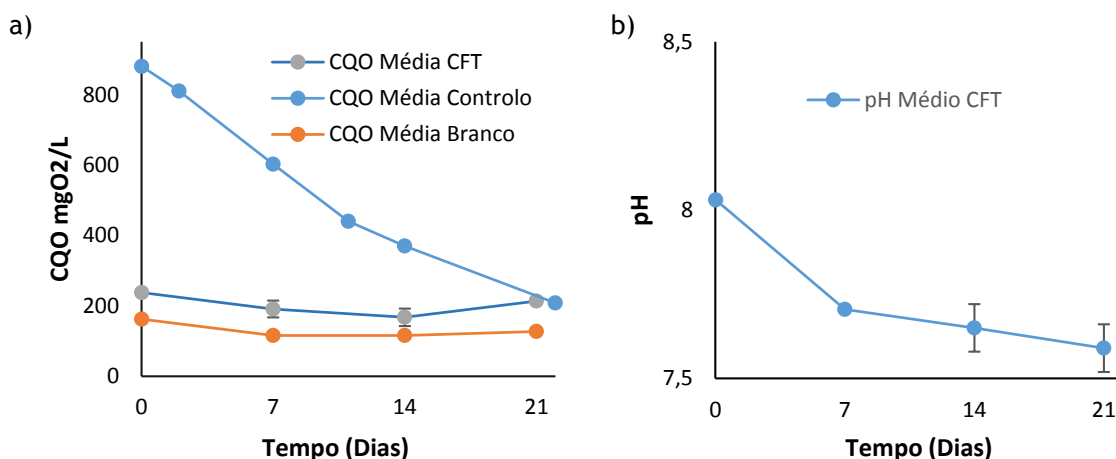 a)
CQO Média CFT
CQO Média Controlo
CQO Média Branco
800
600
400
200
0
CQO mgO2/L
0 7 14 21
Tempo (Dias)
b)
8,5
8
7,5
pH
pH Médio CFT
0 7 14 21
Tempo (Dias)